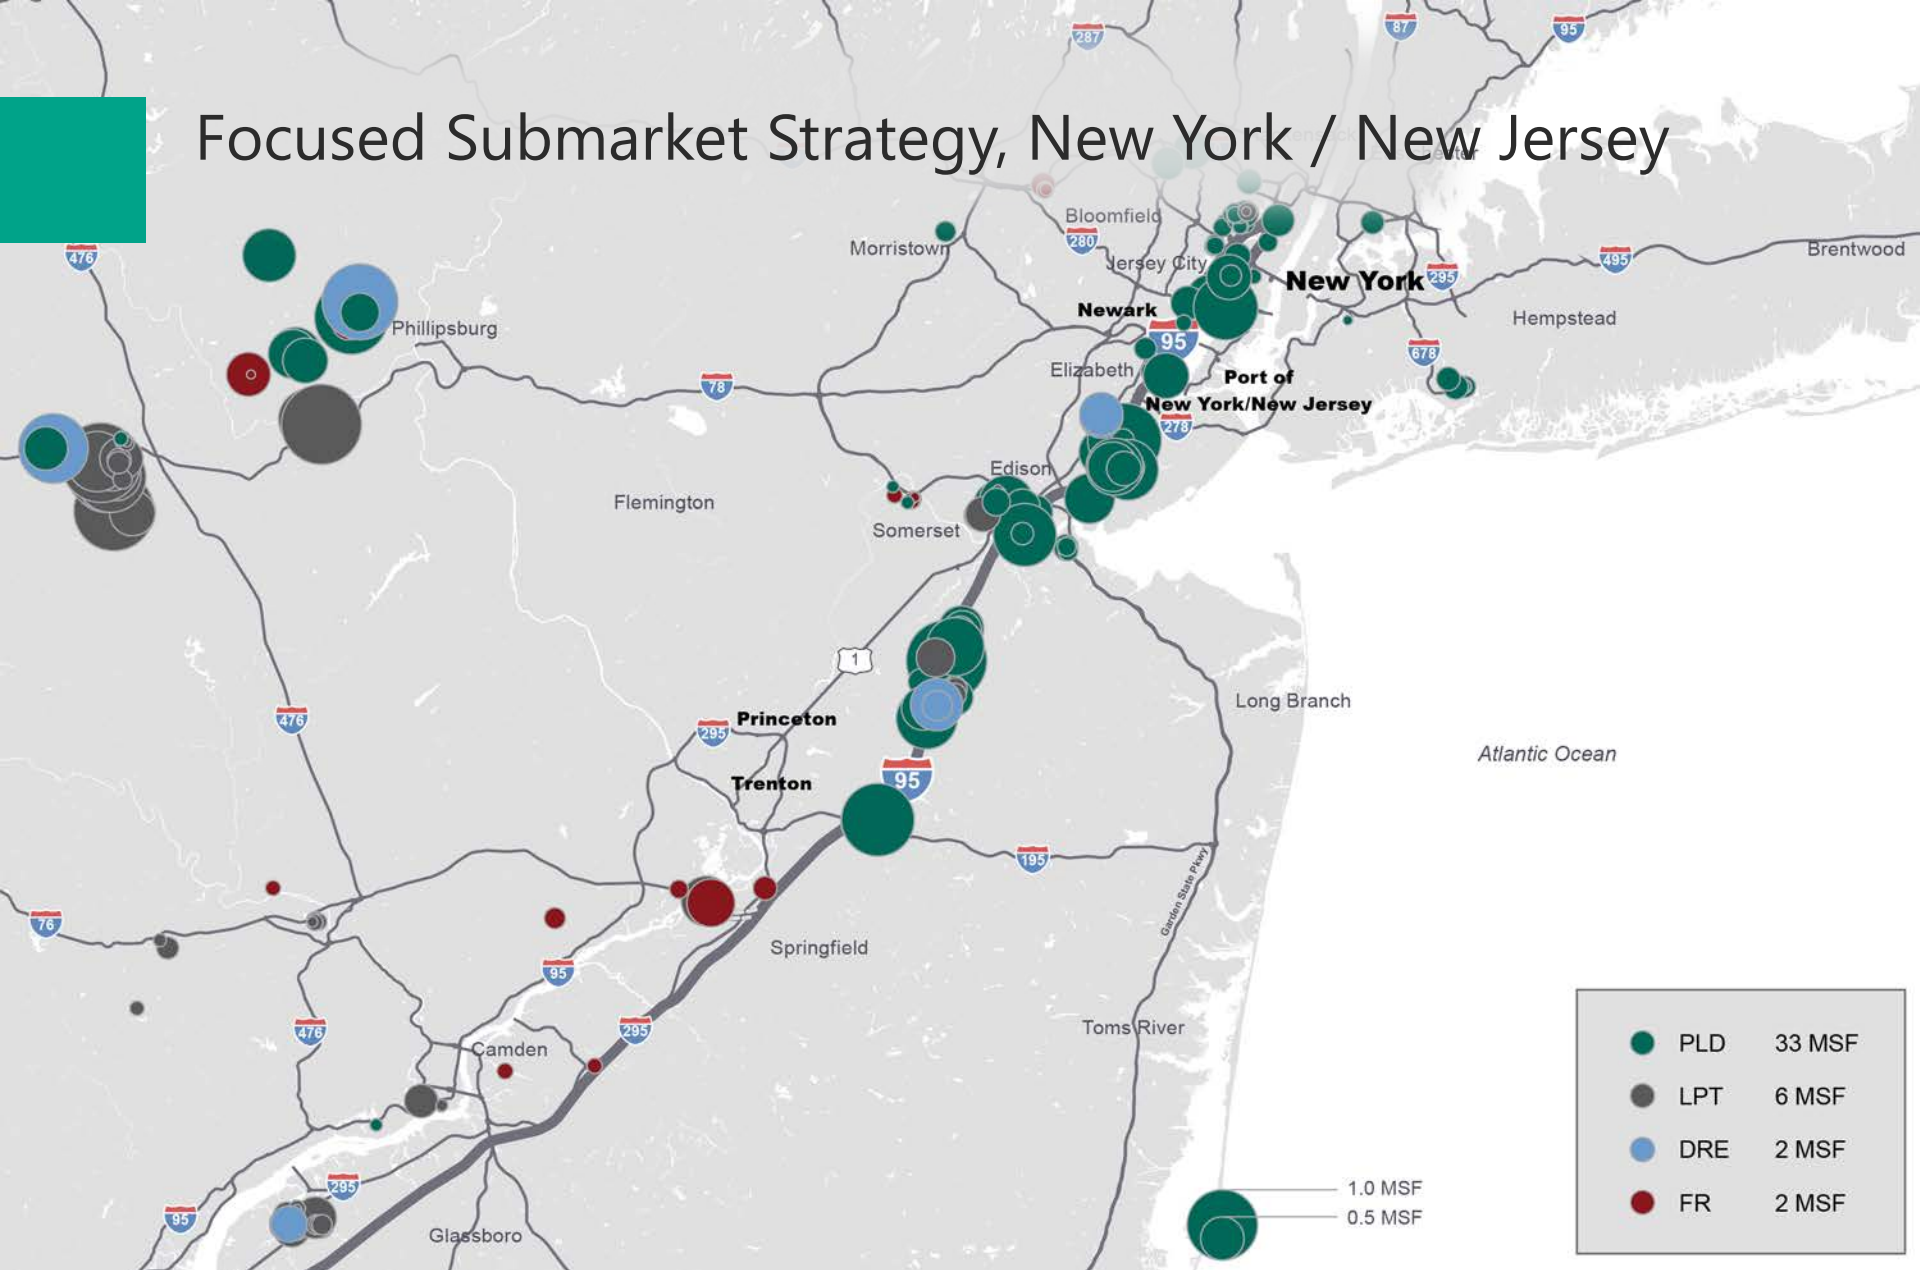 287
87
95
Focused Submarket Strategy, New York / New Jersey
Bloomfield
280
476
Morristown
Jersey City
New York
295
495
Brentwood
Newark
Hempstead
Phillipsburg
95
678
Elizabeth
Port of
New York/New Jersey
78
278
Edison
Flemington
Somerset
1
476
295
Princeton
Long Branch
Atlantic Ocean
95
Trenton
195
Garden State Pkwy
76
Springfield
95
476
295
Camden
Toms River
PLD 33 MSF
LPT 6 MSF
DRE 2 MSF
FR 2 MSF
1.0 MSF
0.5 MSF
295
95
Glassboro